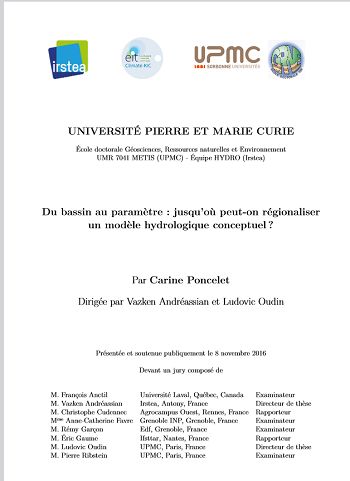 irstea
eit
Climate-KIC
UPMC
SORBONNE UNIVERSITÉS
UNIVERSITÉ PIERRE ET MARIE CURIE
École doctorale Géosciences, Ressources naturelles et Environnement
UMR 7041 METIS (UPMC) - Équipe HYDRO (Irstea)
Du bassin au paramètre : jusqu'où peut-on régionaliser
un modèle hydrologique conceptuel ?
Par Carine Poncelet
Dirigée par Vazken Andréassian et Ludovic Oudin
Présentée et soutenue publiquement le 8 novembre 2016
Devant un jury composé de
M. François Anctil Université Laval, Québec, Canada Examinateur
M. Vazken Andréassian Irstea, Antony, France Directeur de thèse
M. Christophe Cudennec Agrocampus Ouest, Rennes, France Rapporteur
Mme Anne-Catherine Favre Grenoble INP, Grenoble, France Examinateur
M. Rémy Garçon Edf, Grenoble, France Examinateur
M. Éric Gaume Ifsttar, Nantes, France Rapporteur
M. Ludovic Oudin UPMC, Paris, France Directeur de thèse
M. Pierre Ribstein UPMC, Paris, France Examinateur